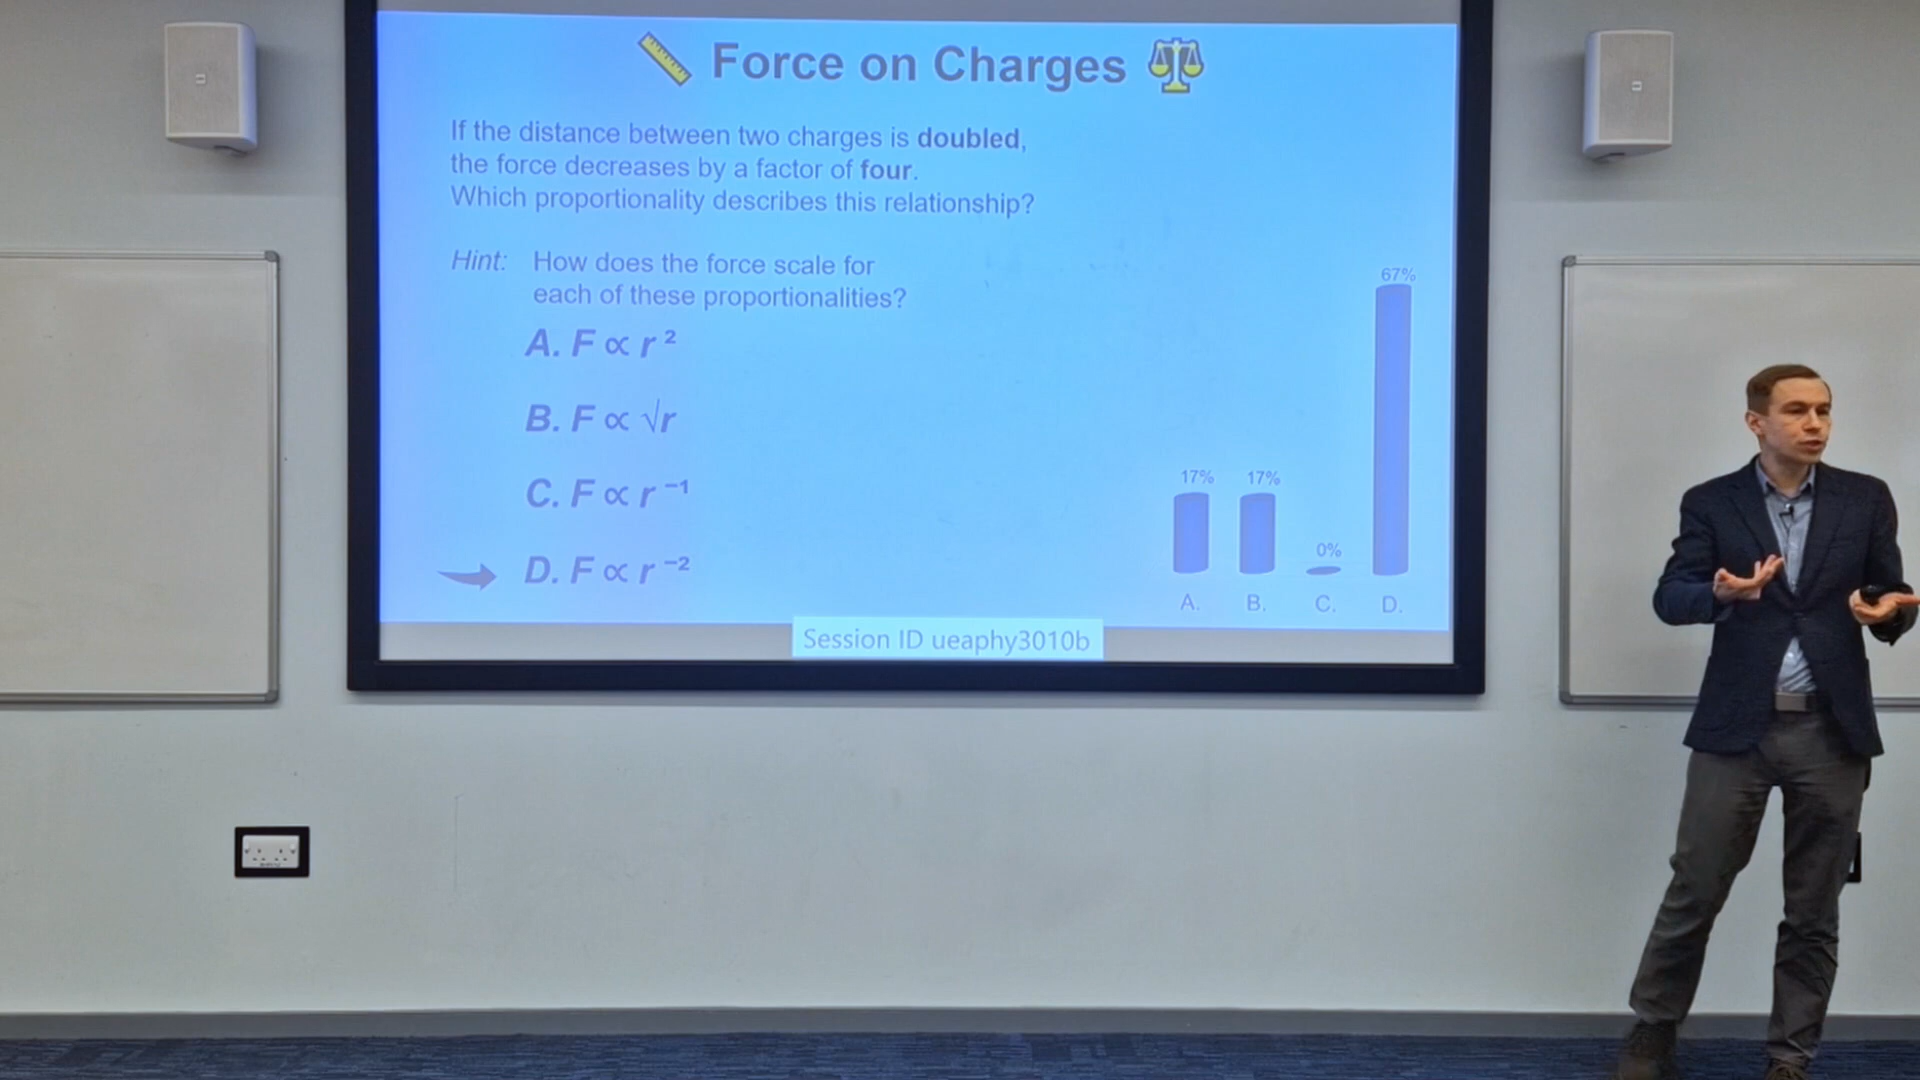 Force on Charges
If the distance between two charges is doubled,
the force decreases by a factor of four.
Which proportionality describes this relationship?
Hint: How does the force scale for
each of these proportionalities?
A. F ∝ r ²
B. F ∝ √r
C. F ∝ r ⁻¹
D. F ∝ r ⁻²
67%
17% 17%
0%
A. B. C. D.
Session ID ueaphy3010b